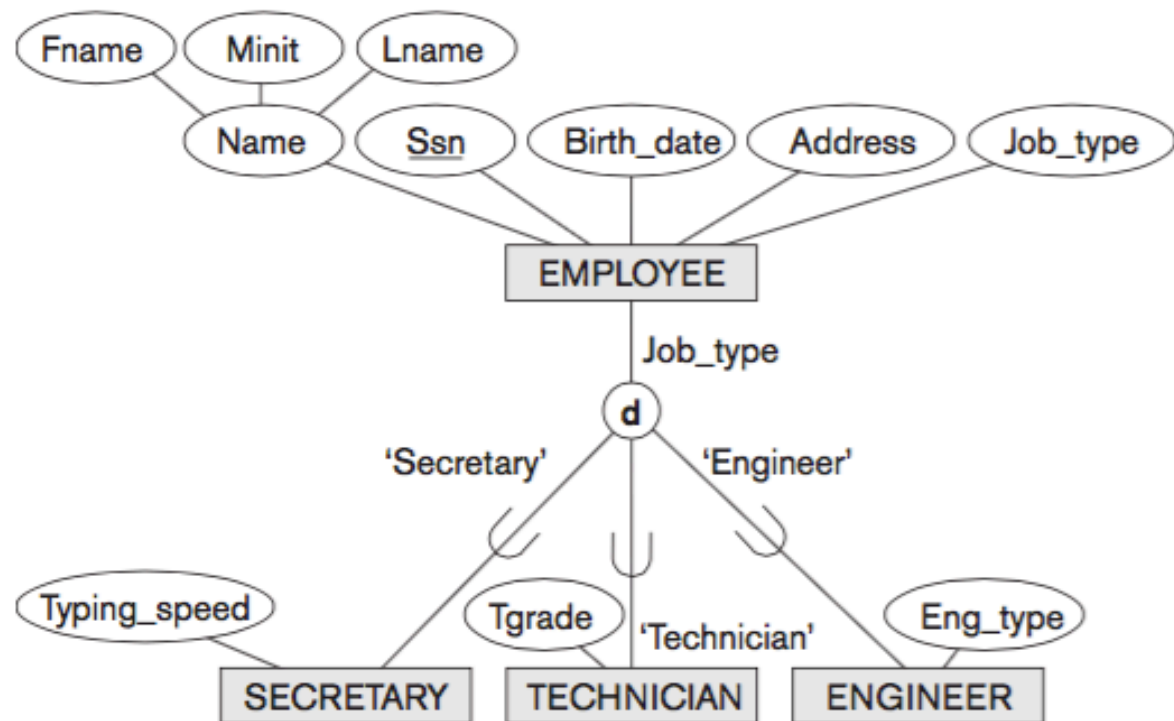 Fname Minit Lname
Name Ssn Birth_date Address Job_type
EMPLOYEE
Job_type
d
‘Secretary’ ‘Engineer’
Typing_speed Tgrade ‘Technician’ Eng_type
SECRETARY TECHNICIAN ENGINEER